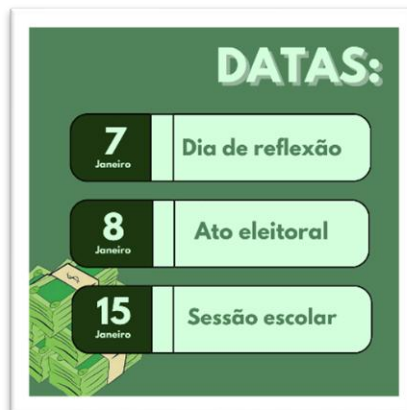 DATAS:
7
Janeiro
Dia de reflexão
8
Janeiro
Ato eleitoral
15
Janeiro
Sessão escolar